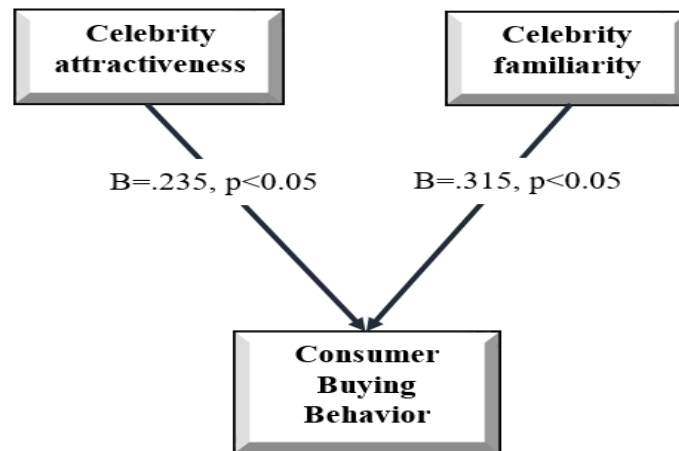 Celebrity
attractiveness
Celebrity
familiarity
B=.235, p<0.05
B=.315, p<0.05
Consumer
Buying
Behavior